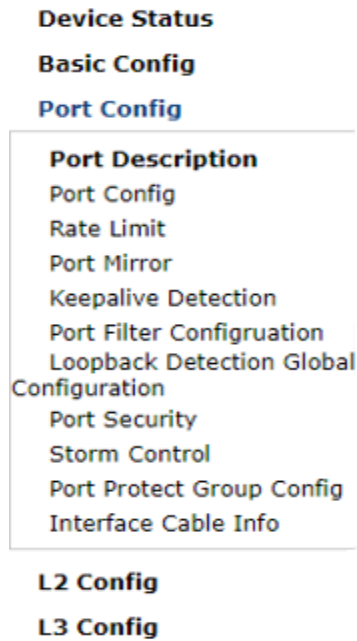 Device Status
Basic Config
Port Config
Port Description
Port Config
Rate Limit
Port Mirror
Keepalive Detection
Port Filter Configruation
Loopback Detection Global
Configuration
Port Security
Storm Control
Port Protect Group Config
Interface Cable Info
L2 Config
L3 Config